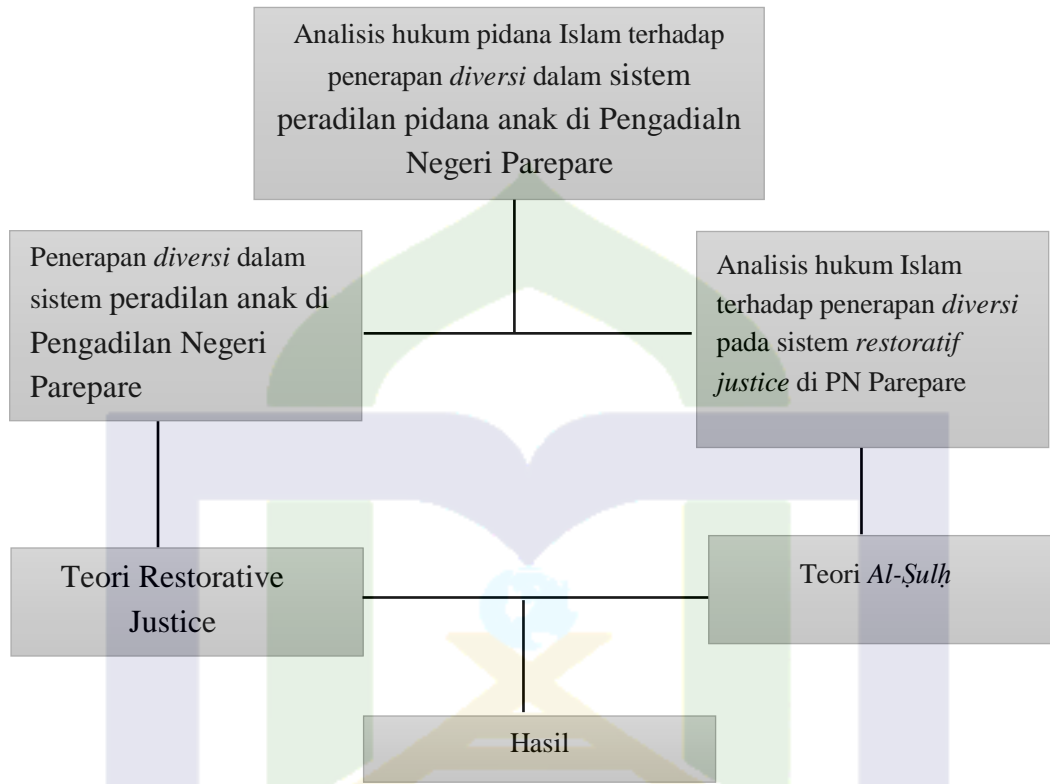 Analisis hukum pidana Islam terhadap
penerapan diversi dalam sistem
peradilan pidana anak di Pengadialn
Negeri Parepare
Penerapan diversi dalam
sistem peradilan anak di
Pengadilan Negeri
Parepare
Analisis hukum Islam
terhadap penerapan diversi
pada sistem restoratif
justice di PN Parepare
Teori Restorative
Justice
Teori Al-Ṣulḥ
Hasil